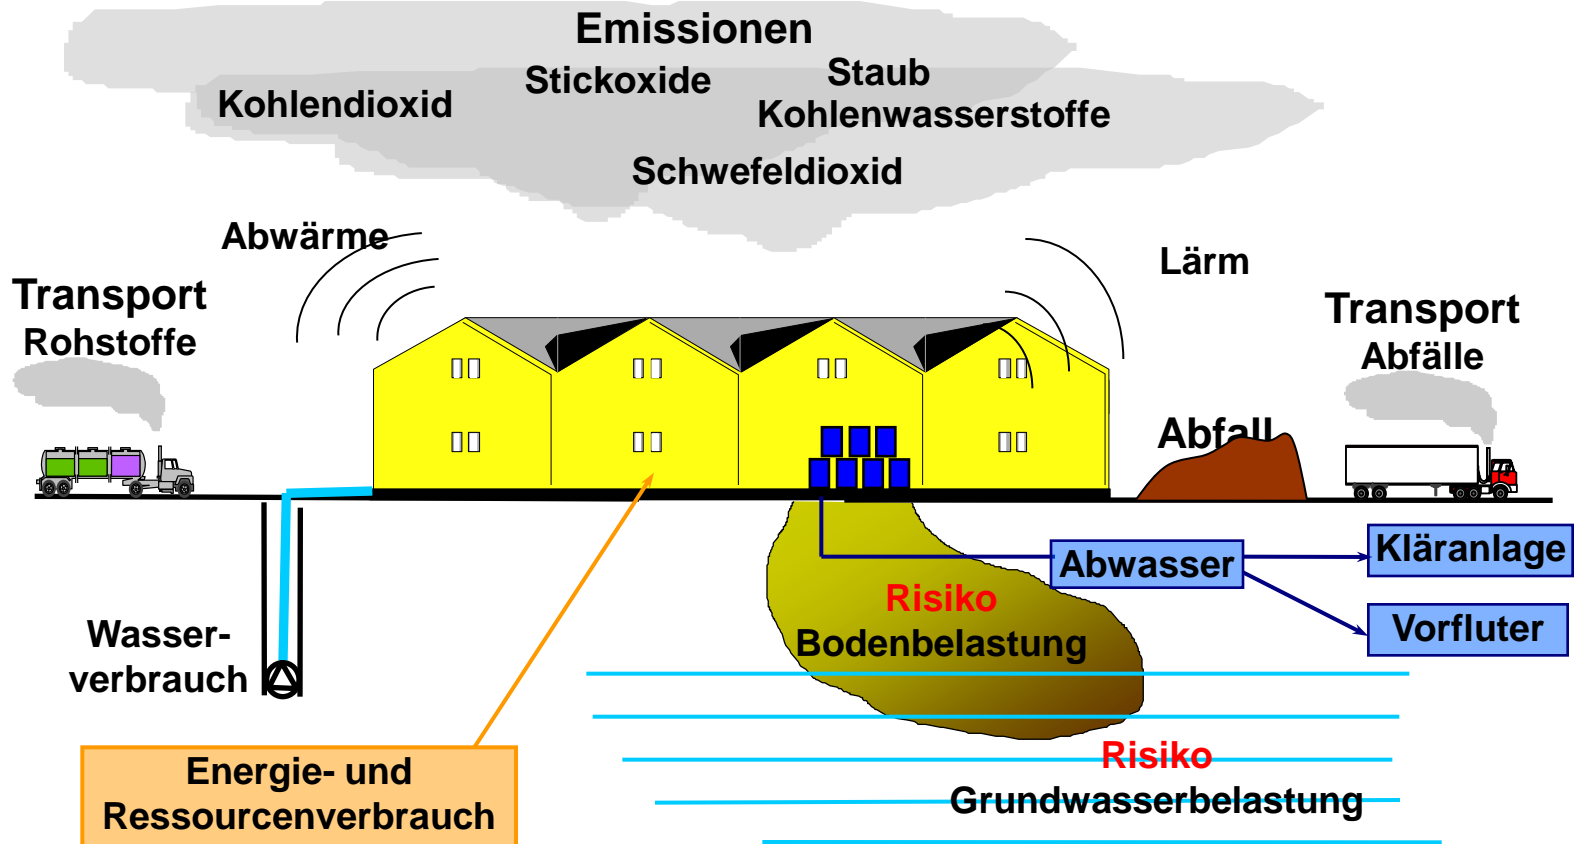 Emissionen
Stickoxide
Staub
Kohlendioxid
Kohlenwasserstoffe
Schwefeldioxid
Abwärme
Lärm
Transport
Rohstoffe
Transport
Abfälle
Abfall
Abwasser
Kläranlage
Vorfluter
Risiko
Bodenbelastung
Wasser-
verbrauch
Risiko
Grundwasserbelastung
Energie- und
Ressourcenverbrauch